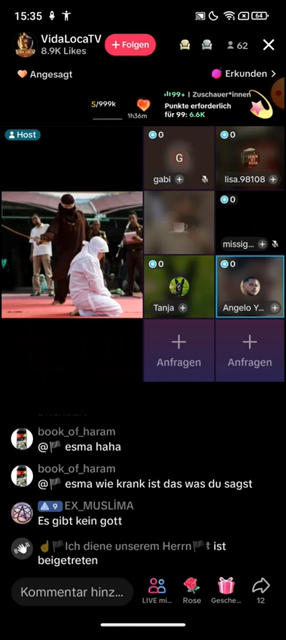 15:35
64
VidaLocaTV
8.9K Likes
+ Folgen
62
Angesagt
Erkunden >
5/999k
1h36m
99+ | Zuschauer*innen
Punkte erforderlich
für 99: 6.6K
Host
0
0
G
gabi
lisa.98108
0
missig...
0
0
Tanja
Angelo Y...
Anfragen
Anfragen
book_of_haram
@🏴 esma haha
book_of_haram
@🏴 esma wie krank ist das was du sagst
9 EX_MUSLİMA
Es gibt kein gott
☝🏴Ich diene unserem Herrn🏴⚕ ist
beigetreten
Kommentar hinz...
LIVE mi...
Rose
Gesche...
12